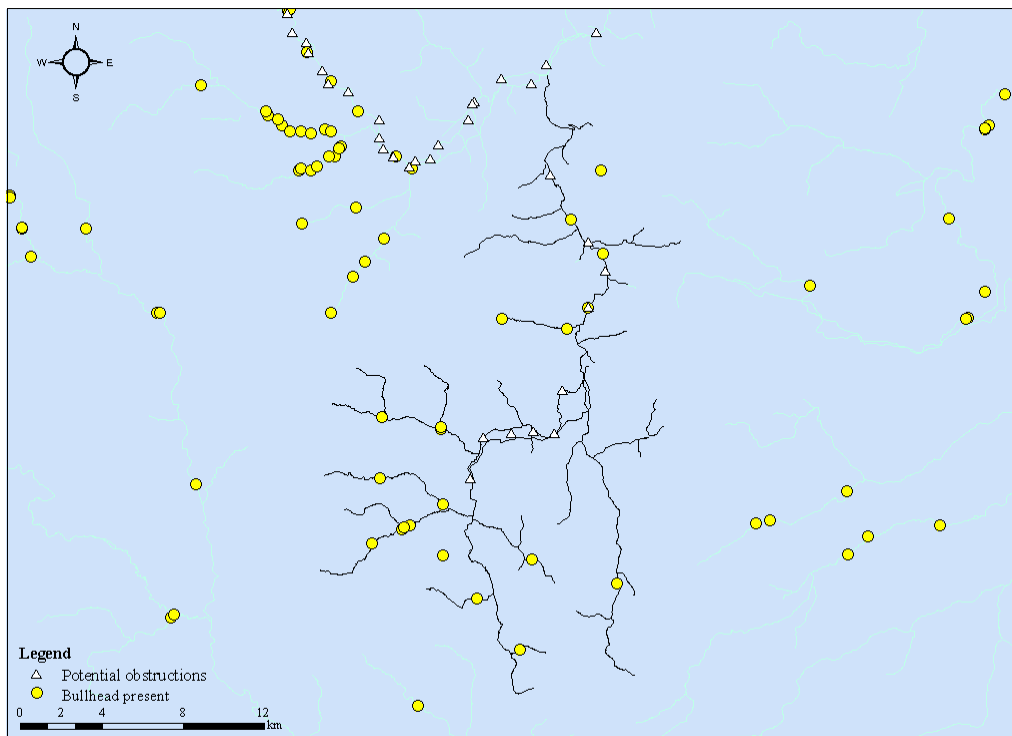 N
W E
S
Legend
Potential obstructions
Bullhead present
0 2 4 8 12
km